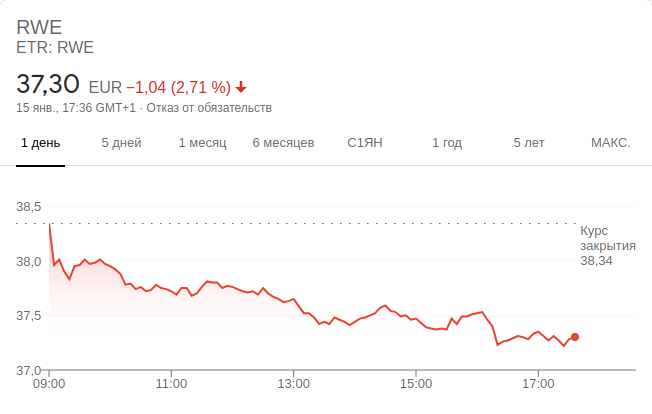 RWE
ETR: RWE
37,30 EUR −1,04 (2,71 %)
15 янв., 17:36 GMT+1 · Отказ от обязательств
1 день 5 дней 1 месяц 6 месяцев С1ЯН 1 год 5 лет МАКС.
38,5
Курс
закрытия
38,34
38,0
37,5
37,0
09:00 11:00 13:00 15:00 17:00